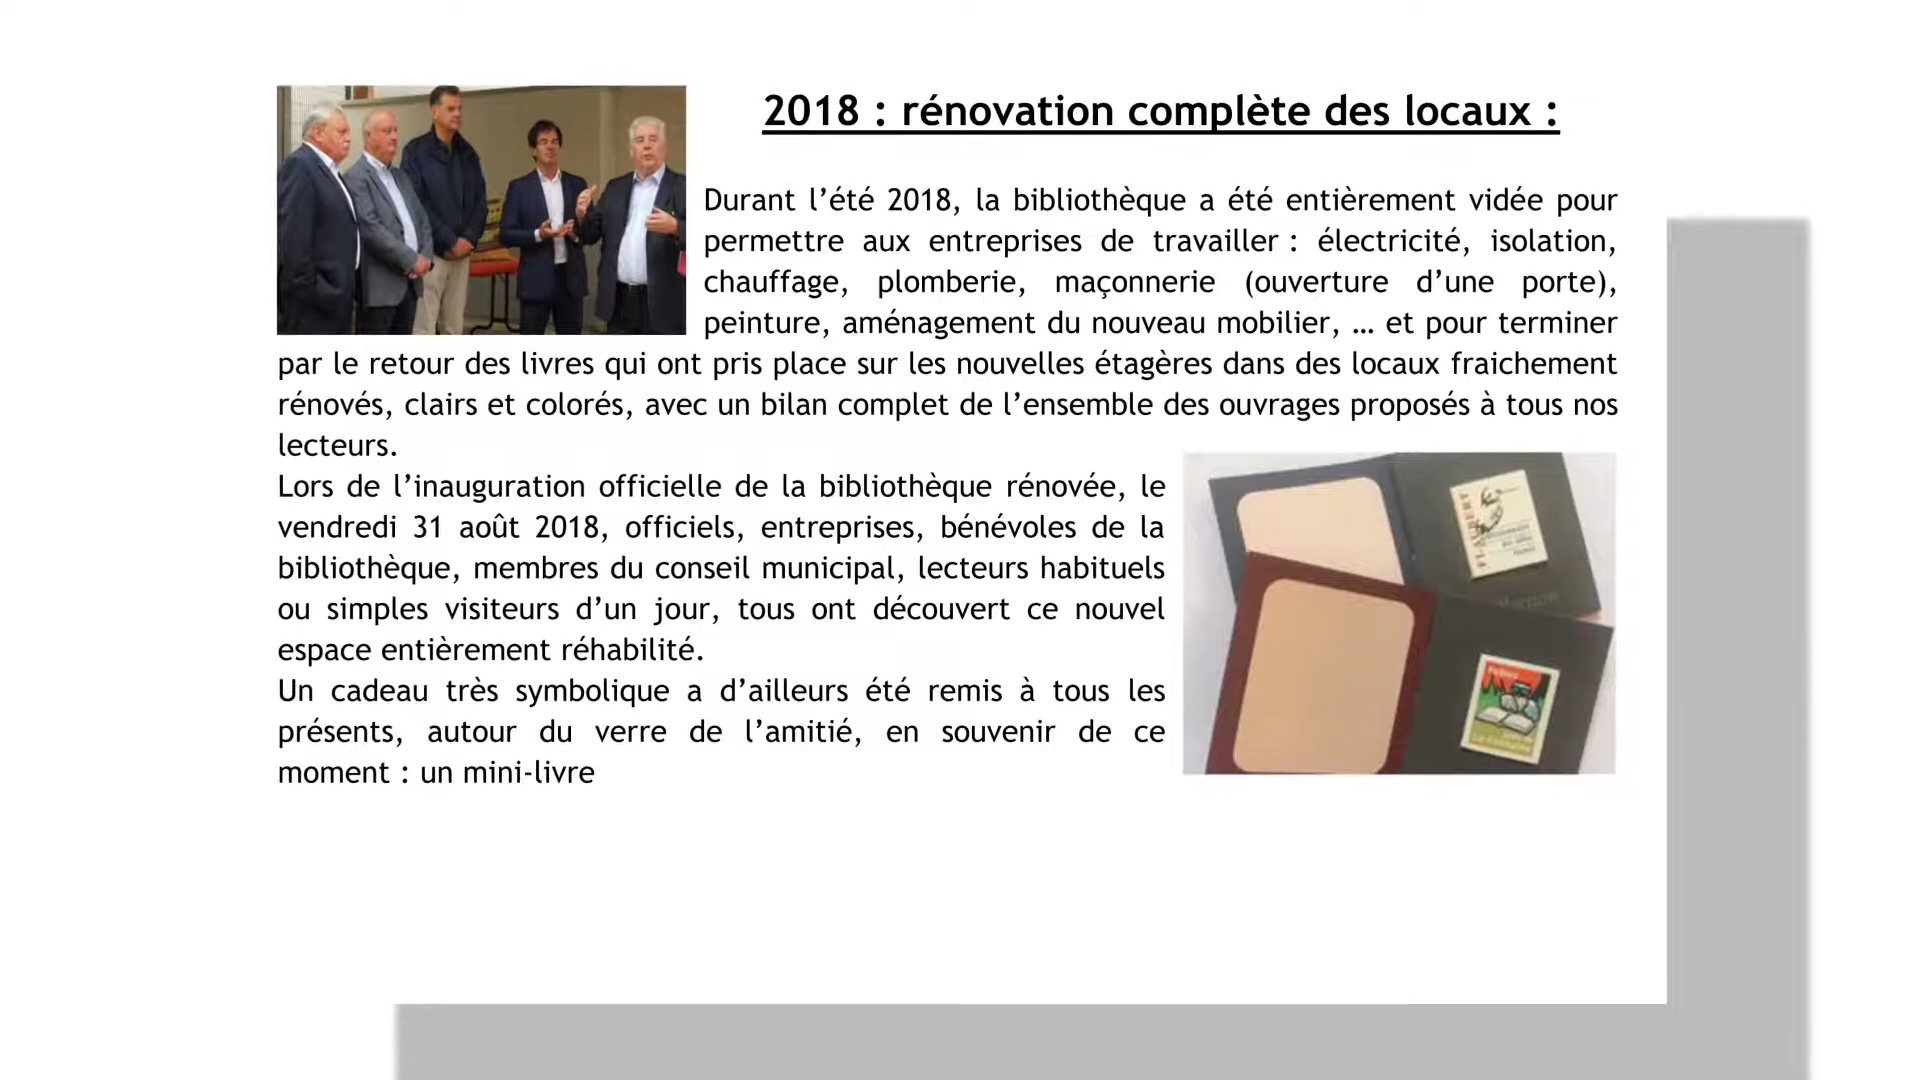 2018 : rénovation complète des locaux :
Durant l’été 2018, la bibliothèque a été entièrement vidée pour
permettre aux entreprises de travailler : électricité, isolation,
chauffage, plomberie, maçonnerie (ouverture d’une porte),
peinture, aménagement du nouveau mobilier, … et pour terminer
par le retour des livres qui ont pris place sur les nouvelles étagères dans des locaux fraichement
rénovés, clairs et colorés, avec un bilan complet de l’ensemble des ouvrages proposés à tous nos
lecteurs.
Lors de l’inauguration officielle de la bibliothèque rénovée, le
vendredi 31 août 2018, officiels, entreprises, bénévoles de la
bibliothèque, membres du conseil municipal, lecteurs habituels
ou simples visiteurs d’un jour, tous ont découvert ce nouvel
espace entièrement réhabilité.
Un cadeau très symbolique a d’ailleurs été remis à tous les
présents, autour du verre de l’amitié, en souvenir de ce
moment : un mini-livre
FLAUBERT